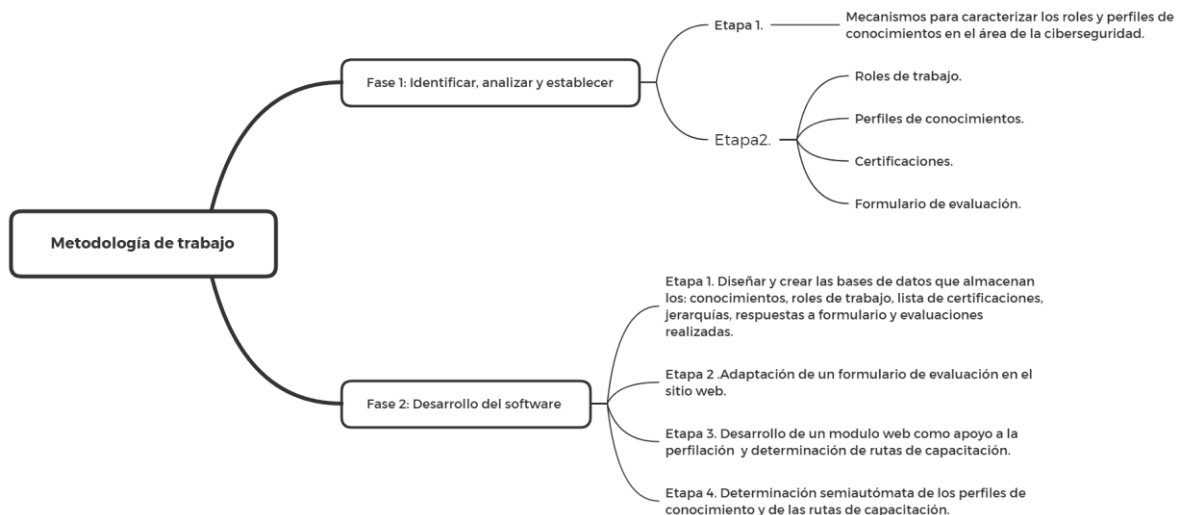 Metodología de trabajo
Fase 1: Identificar, analizar y establecer
Etapa 1.
Mecanismos para caracterizar los roles y perfiles de
conocimientos en el área de la ciberseguridad.
Etapa2.
Roles de trabajo.
Perfiles de conocimientos.
Certificaciones.
Formulario de evaluación.
Fase 2: Desarrollo del software
Etapa 1. Diseñar y crear las bases de datos que almacenan
los: conocimientos, roles de trabajo, lista de certificaciones,
jerarquías, respuestas a formulario y evaluaciones
realizadas.
Etapa 2 .Adaptación de un formulario de evaluación en el
sitio web.
Etapa 3. Desarrollo de un modulo web como apoyo a la
perfilación y determinación de rutas de capacitación.
Etapa 4. Determinación semiautómata de los perfiles de
conocimiento y de las rutas de capacitación.